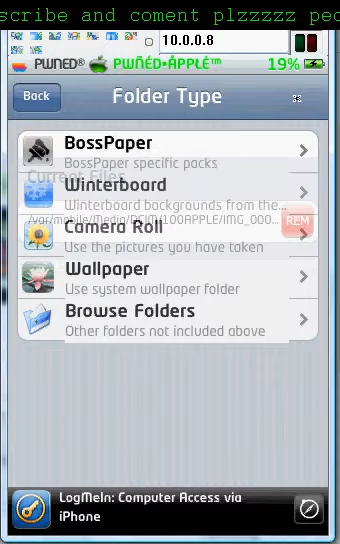 scribe and coment plzzzzz peo
10.0.0.8
PWNED® PWÑÉD•ÅPPLÊ™ 19%
Back Folder Type
BossPaper
BossPaper specific packs
Current Files
Winterboard
Winterboard backgrounds from the...
/var/mobile/Media/DCIM/100APPLE/IMG_000...
REM
Camera Roll
Use the pictures you have taken
Wallpaper
Use system wallpaper folder
Browse Folders
Other folders not included above
LogMeIn: Computer Access via
iPhone